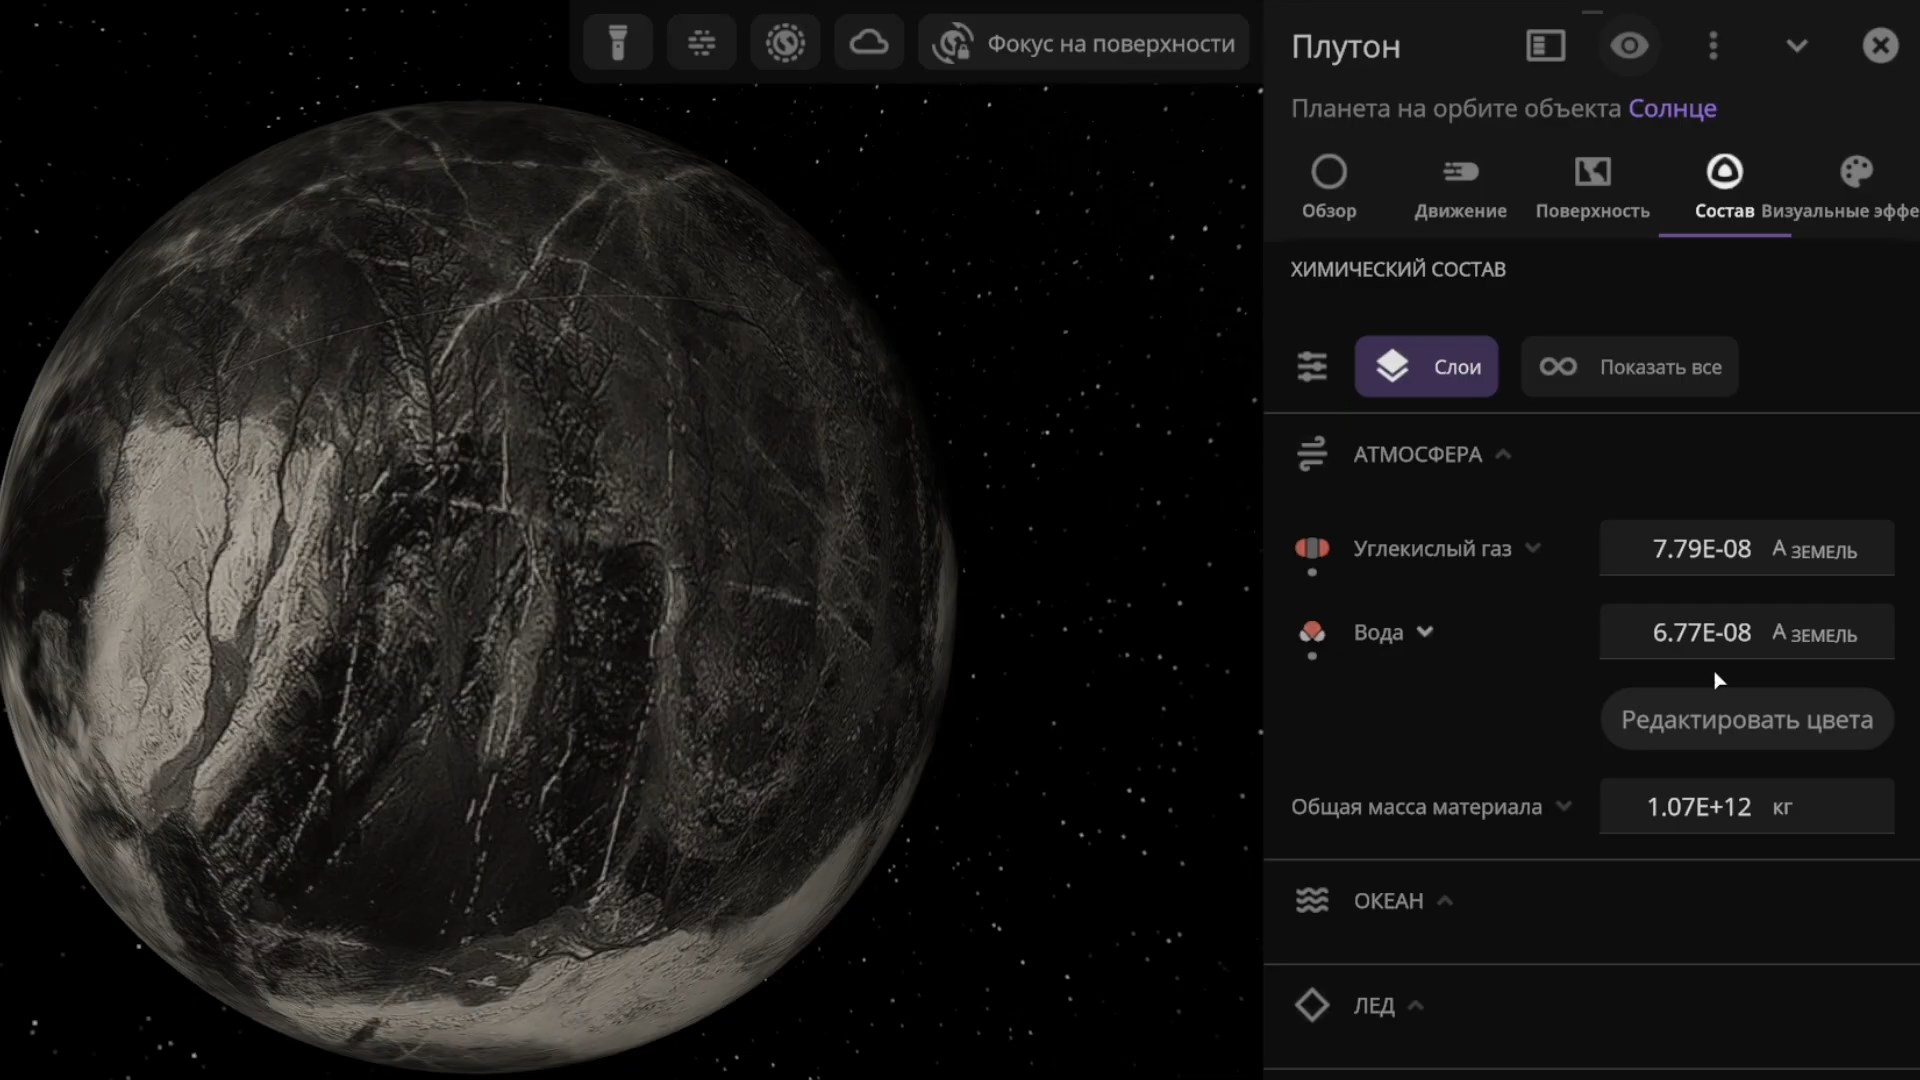 Фокус на поверхности
Плутон
Планета на орбите объекта Солнце
Обзор
Движение
Поверхность
Состав
Визуальные эффе
ХИМИЧЕСКИЙ СОСТАВ
Слои
Показать все
АТМОСФЕРА
Углекислый газ
7.79E-08 А ЗЕМЕЛЬ
Вода
6.77E-08 А ЗЕМЕЛЬ
Редактировать цвета
Общая масса материала
1.07E+12 кг
ОКЕАН
ЛЕД